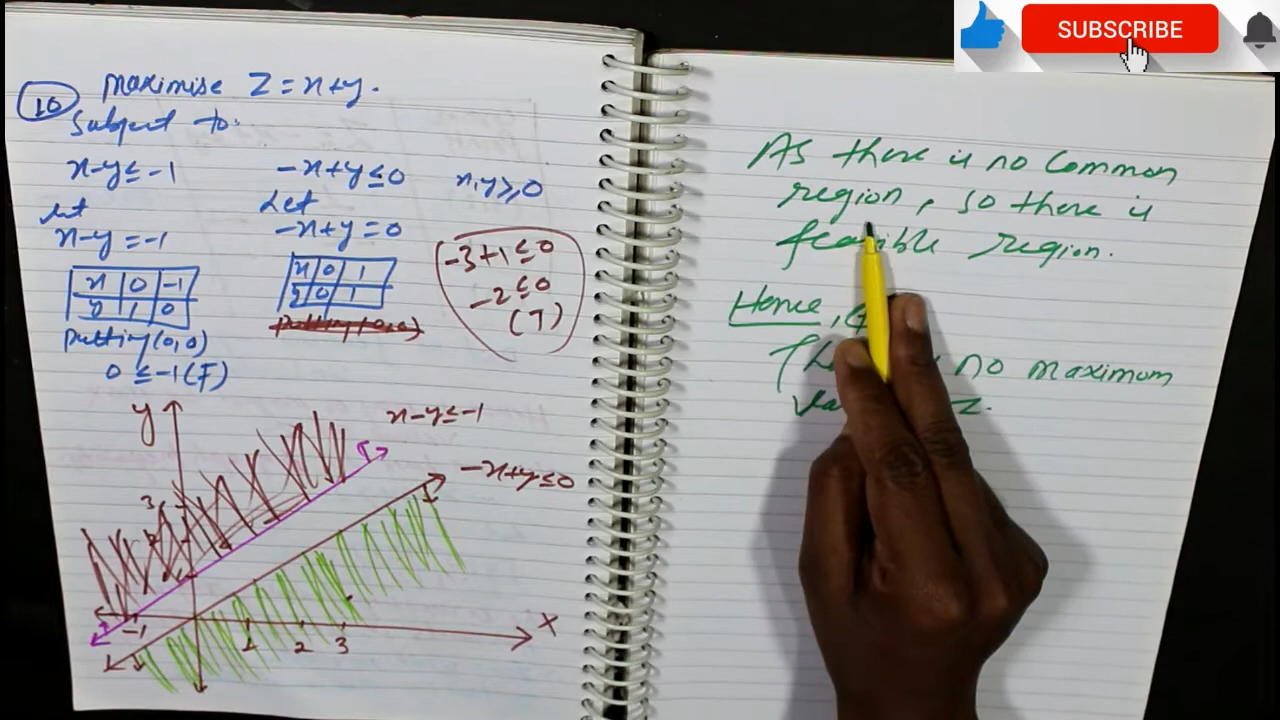 10
Maximise Z = x+y.
Subject to:
x-y≤-1 -x+y≤0 x,y≥0
Let Let
x-y=-1 -x+y=0
x 0 -1
y 1 0
x 0 1
y 0 1
-3+1≤0
-2≤0
(T)
Putting (0,0)
0≤-1 (F)
y
x-y≤-1
-x+y≤0
3
2
-1 1 2 3
X
SUBSCRIBE
As there is no common
region, so there is
feasible region.
Hence,
no maximum
z.